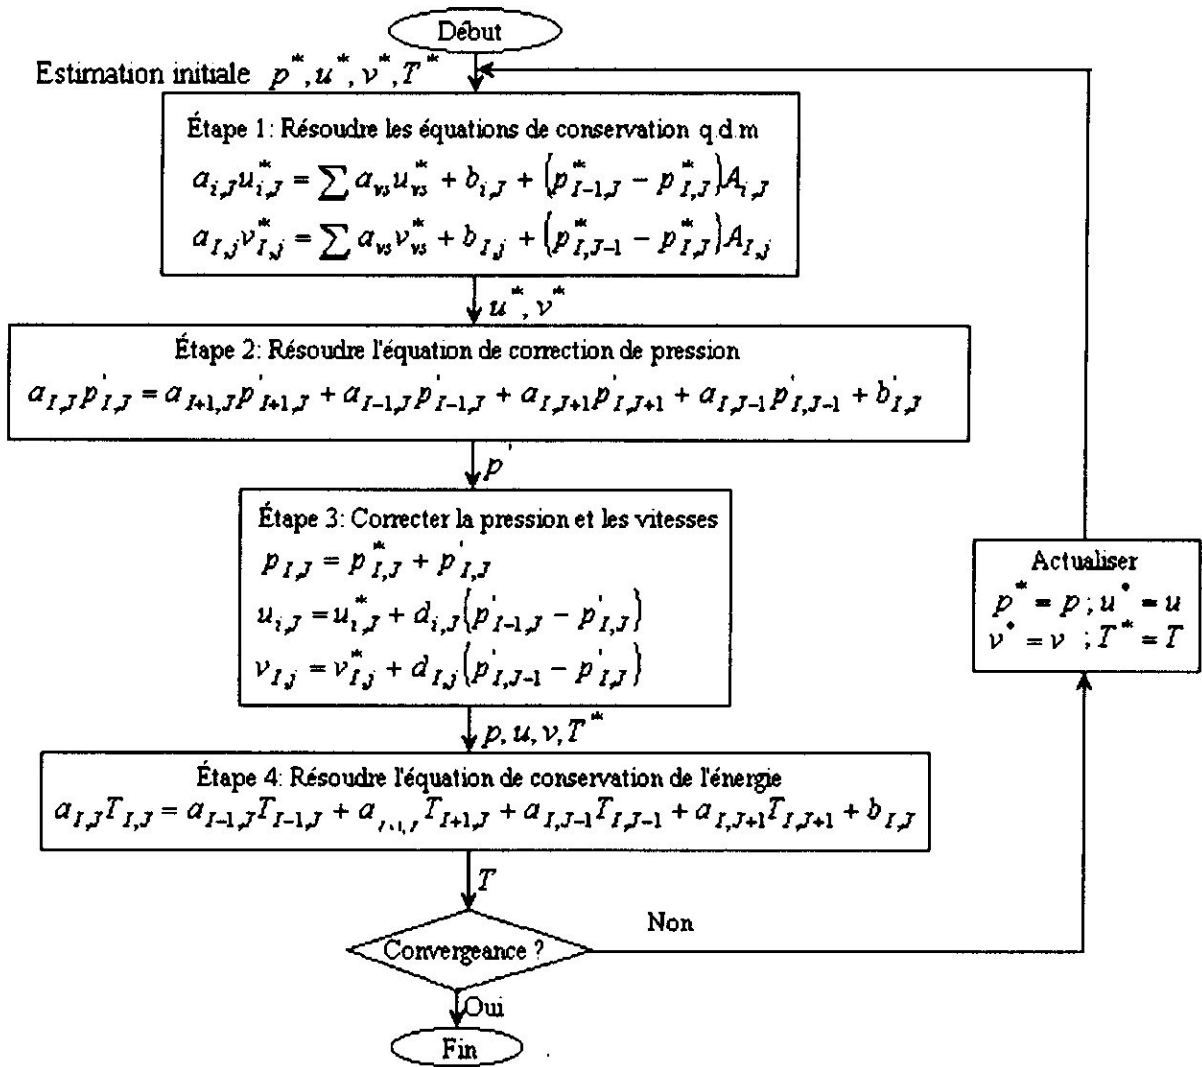 Début
Estimation initiale p*, u*, v*, T*
Étape 1: Résoudre les équations de conservation q.d.m
a_{i,J}u*_{i,J} = ∑ a_{vs}u*_{vs} + b_{i,J} + (p*_{I-1,J} − p*_{I,J})A_{i,J}
a_{I,j}v*_{I,j} = ∑ a_{vs}v*_{vs} + b_{I,j} + (p*_{I,J-1} − p*_{I,J})A_{I,j}
u*, v*
Étape 2: Résoudre l'équation de correction de pression
a_{I,J}p'_{I,J} = a_{I+1,J}p'_{I+1,J} + a_{I-1,J}p'_{I-1,J} + a_{I,J+1}p'_{I,J+1} + a_{I,J-1}p'_{I,J-1} + b'_{I,J}
p'
Étape 3: Correcter la pression et les vitesses
p_{I,J} = p*_{I,J} + p'_{I,J}
u_{i,J} = u*_{i,J} + d_{i,J}{p'_{I-1,J} − p'_{I,J}}
v_{I,j} = v*_{I,j} + d_{I,j}{p'_{I,J-1} − p'_{I,J}}
Actualiser
p* = p ; u* = u
v* = v ; T* = T
p, u, v, T*
Étape 4: Résoudre l'équation de conservation de l'énergie
a_{I,J}T_{I,J} = a_{I-1,J}T_{I-1,J} + a_{I+1,J}T_{I+1,J} + a_{I,J-1}T_{I,J-1} + a_{I,J+1}T_{I,J+1} + b_{I,J}
T
Non
Convergeance ?
Oui
Fin